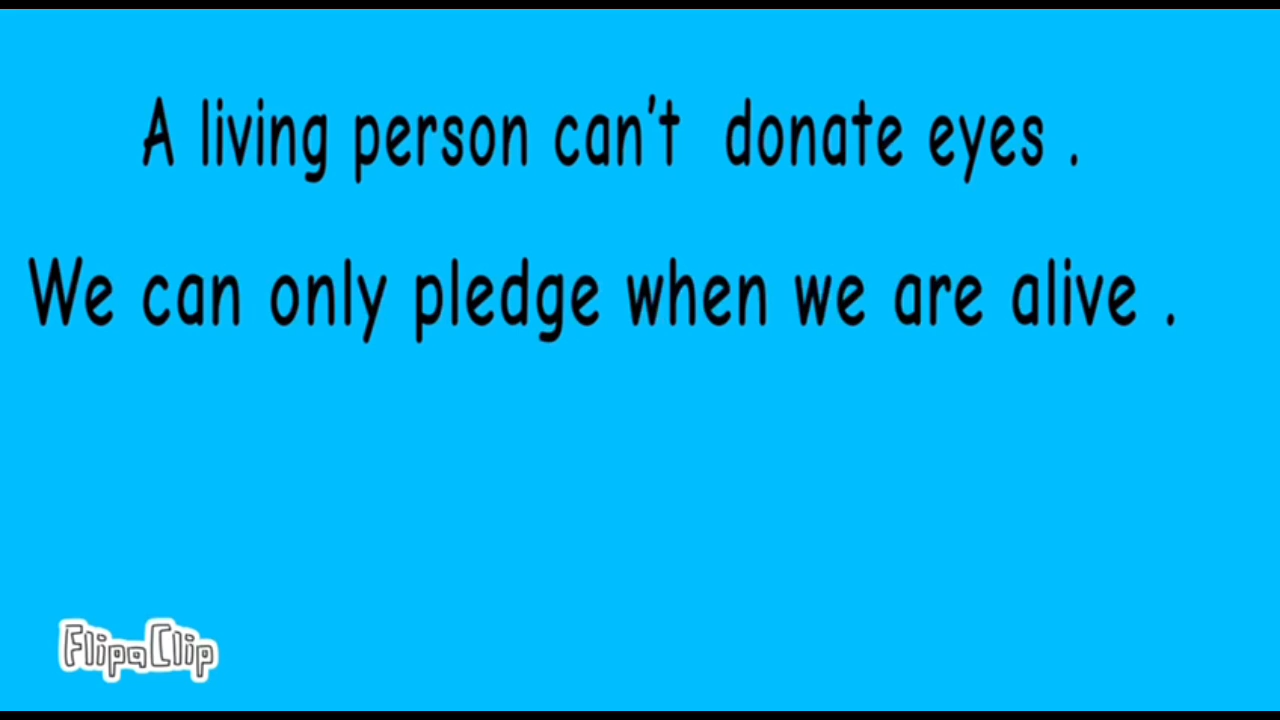 A living person can't donate eyes .
We can only pledge when we are alive .
FlipaClip